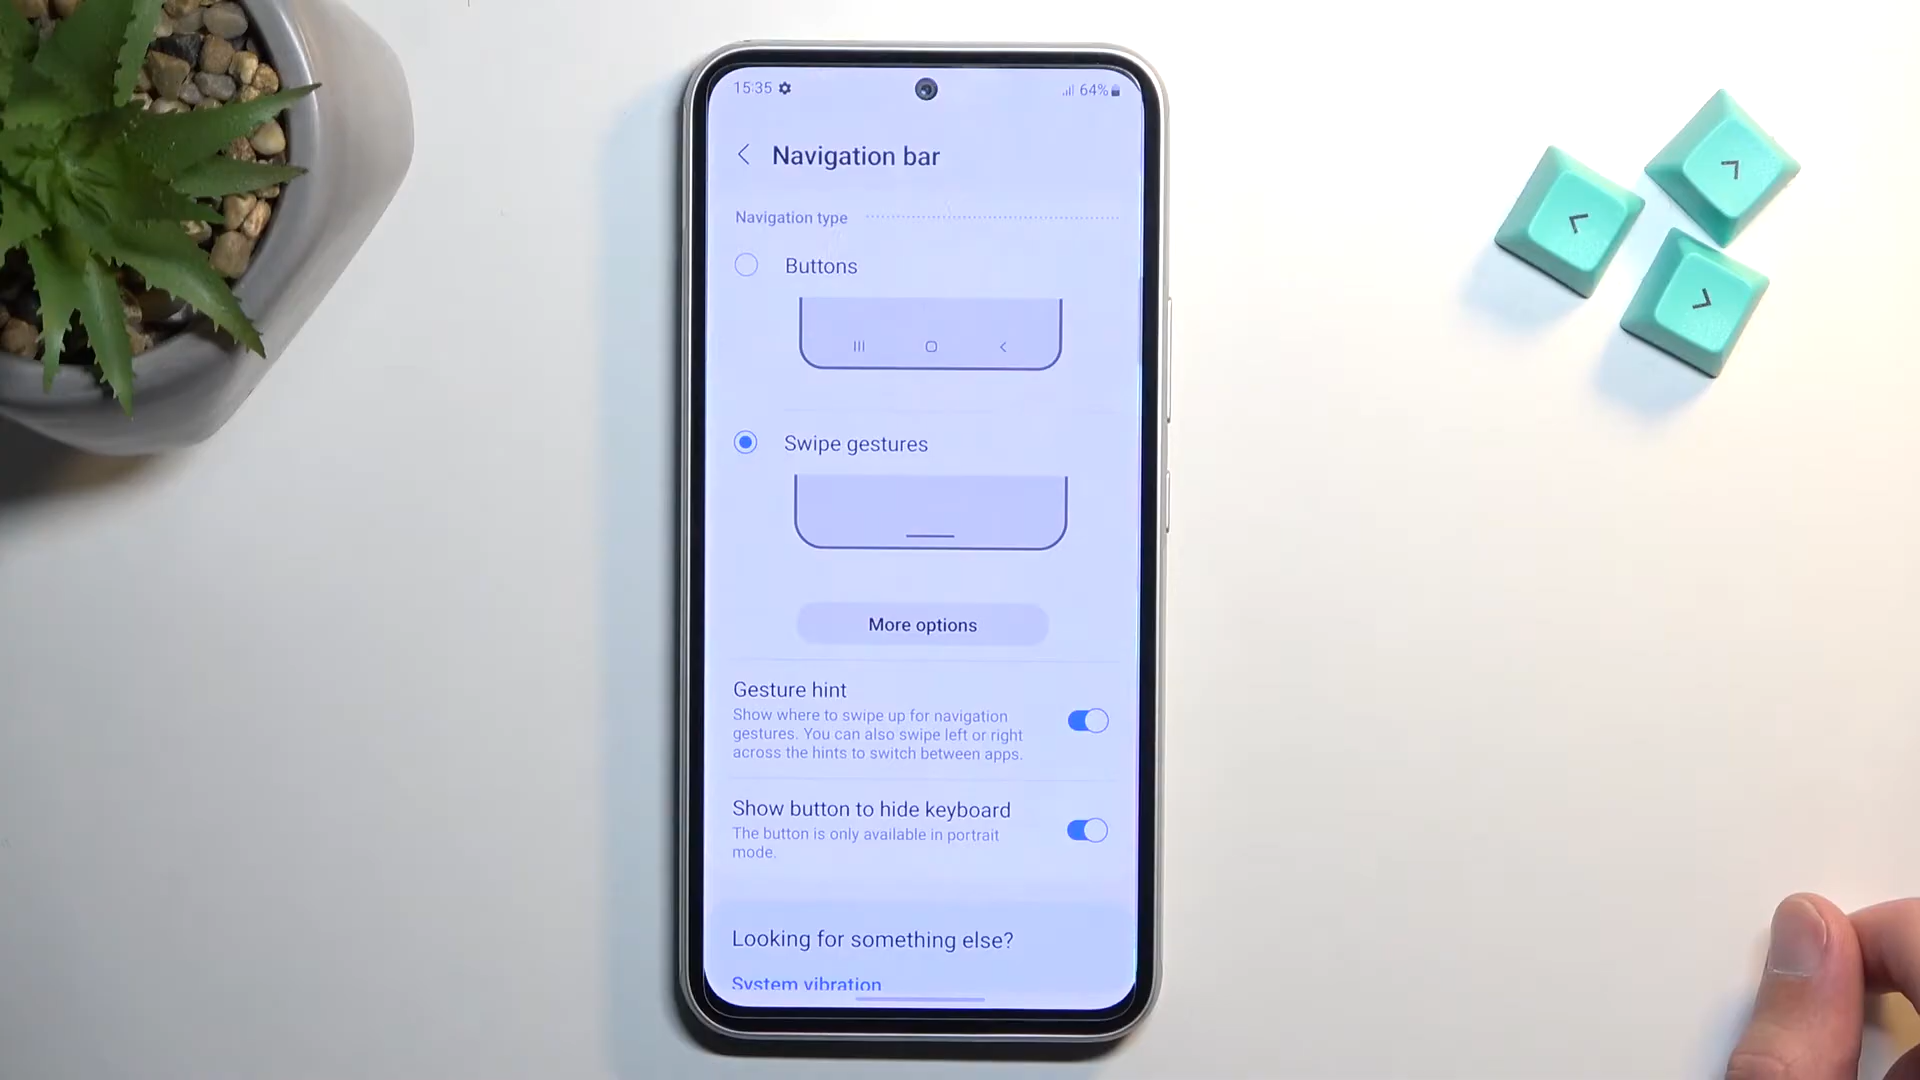 15:35
64%
Navigation bar
Navigation type
Buttons
Swipe gestures
More options
Gesture hint
Show where to swipe up for navigation
gestures. You can also swipe left or right
across the hints to switch between apps.
Show button to hide keyboard
The button is only available in portrait
mode.
Looking for something else?
System vibration